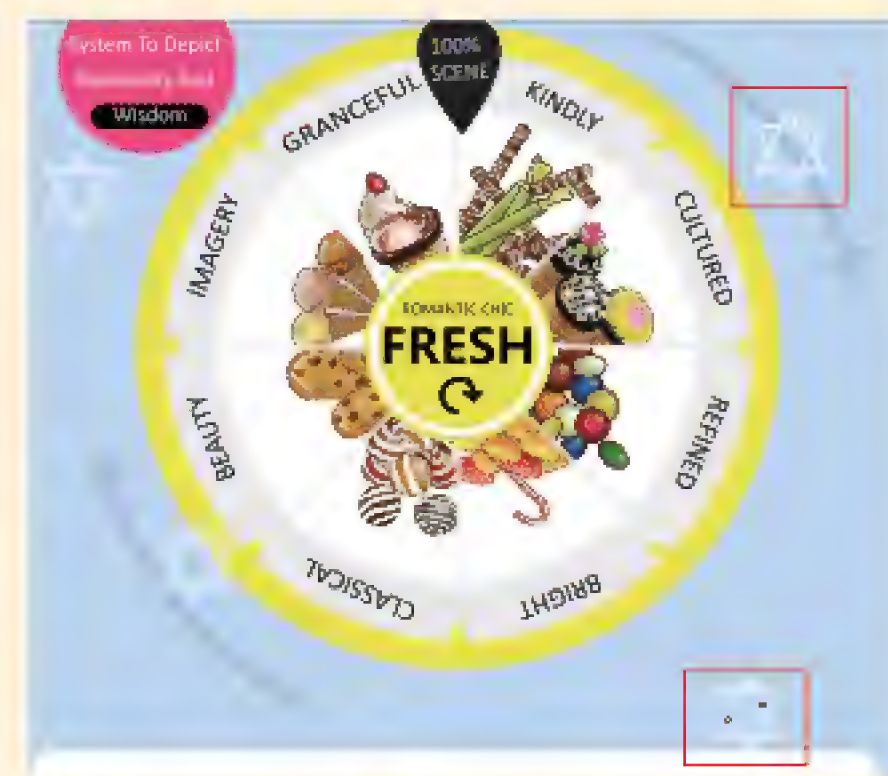 System To Depict
Wisdom
100%
SCENE
GRANCEFUL
KINDLY
IMAGERY
CULTURED
ROMANTIC CHIC
FRESH
BEAUTY
REFINED
CLASSICAL
BRIGHT